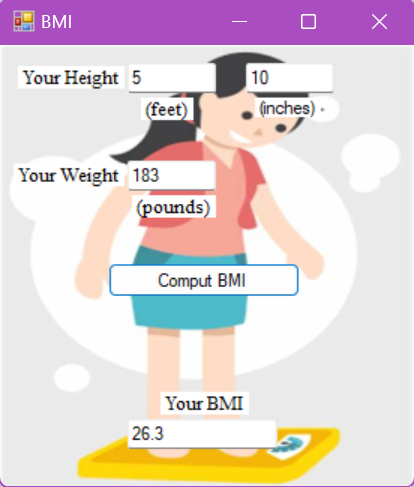 BMI
Your Height 5 10
(feet) (inches)
Your Weight 183
(pounds)
Comput BMI
Your BMI
26.3